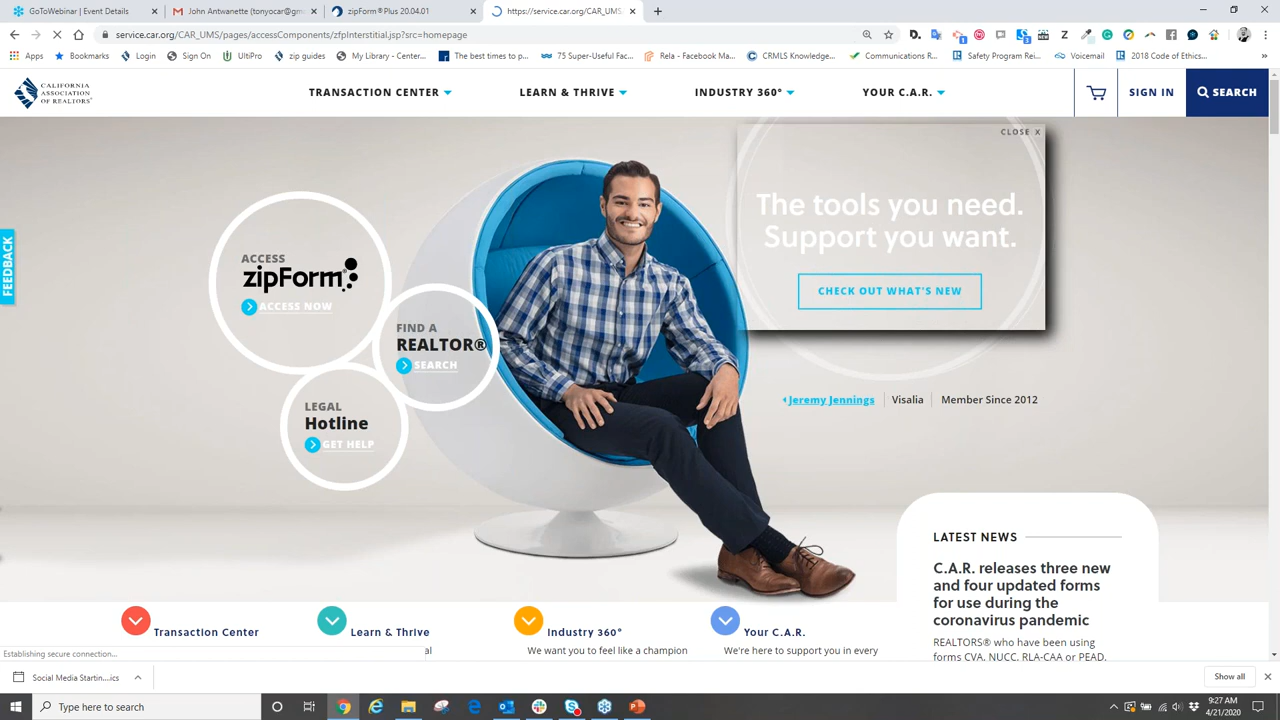 GoToWebinar | Event Details
John Antwanette (tonyocar@gm
zipForm®Plus 20.04.01
https://service.car.org/CAR_UMS
service.car.org/CAR_UMS/pages/accessComponents/zfpInterstitial.jsp?src=homepage
Apps
Bookmarks
Login
Sign On
UltiPro
zip guides
My Library - Center...
The best times to p...
75 Super-Useful Fac...
Rela - Facebook Ma...
CRMLS Knowledge...
Communications R...
Safety Program Rei...
Voicemail
2018 Code of Ethics...
CALIFORNIA
ASSOCIATION
OF REALTORS®
TRANSACTION CENTER
LEARN & THRIVE
INDUSTRY 360°
YOUR C.A.R.
SIGN IN
SEARCH
CLOSE X
The tools you need.
Support you want.
CHECK OUT WHAT'S NEW
FEEDBACK
ACCESS
zipForm®
ACCESS NOW
FIND A
REALTOR®
SEARCH
LEGAL
Hotline
GET HELP
Jeremy Jennings
Visalia
Member Since 2012
LATEST NEWS
C.A.R. releases three new
and four updated forms
for use during the
coronavirus pandemic
REALTORS® who have been using
forms CVA, NUCC, RLA-CAA or PEAD,
Transaction Center
Learn & Thrive
Industry 360°
Your C.A.R.
al
We want you to feel like a champion
We're here to support you in every
Establishing secure connection...
Social Media Startin....ics
Show all
Type here to search
9:27 AM
4/21/2020